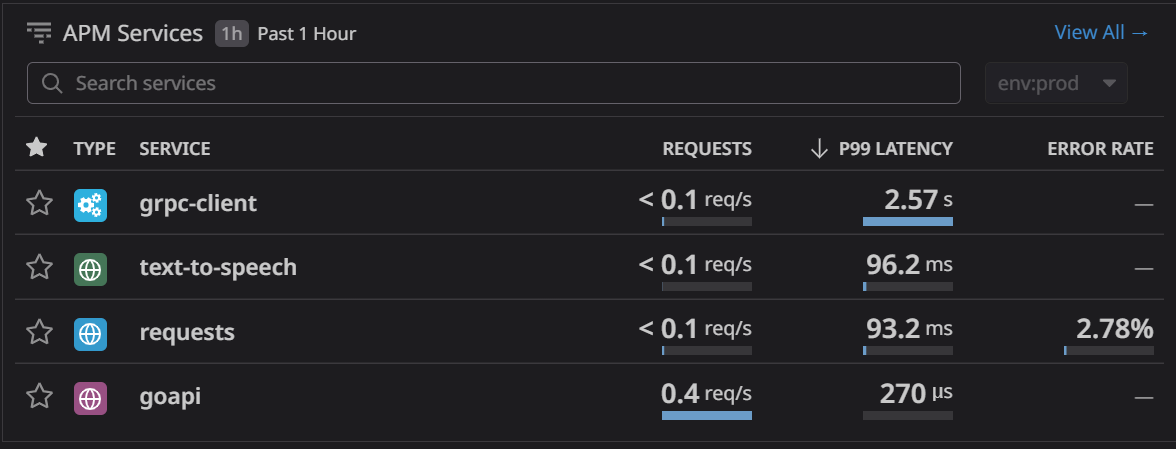 APM Services 1h Past 1 Hour View All →
Search services env:prod
TYPE SERVICE REQUESTS ↓ P99 LATENCY ERROR RATE
grpc-client < 0.1 req/s 2.57 s —
text-to-speech < 0.1 req/s 96.2 ms —
requests < 0.1 req/s 93.2 ms 2.78%
goapi 0.4 req/s 270 µs —